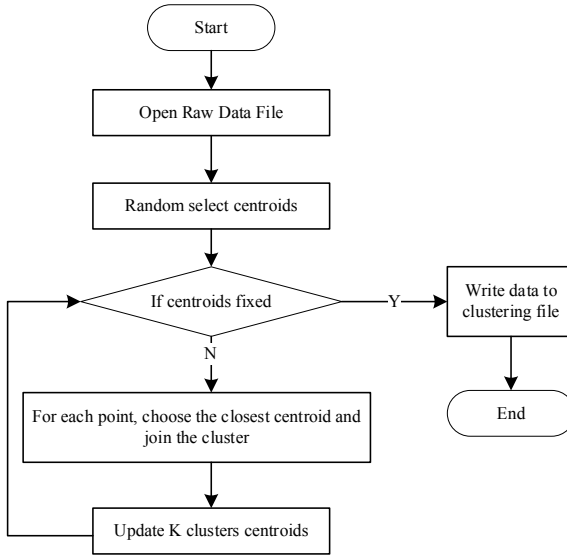 Start
Open Raw Data File
Random select centroids
If centroids fixed
Y
Write data to
clustering file
N
For each point, choose the closest centroid and
join the cluster
End
Update K clusters centroids